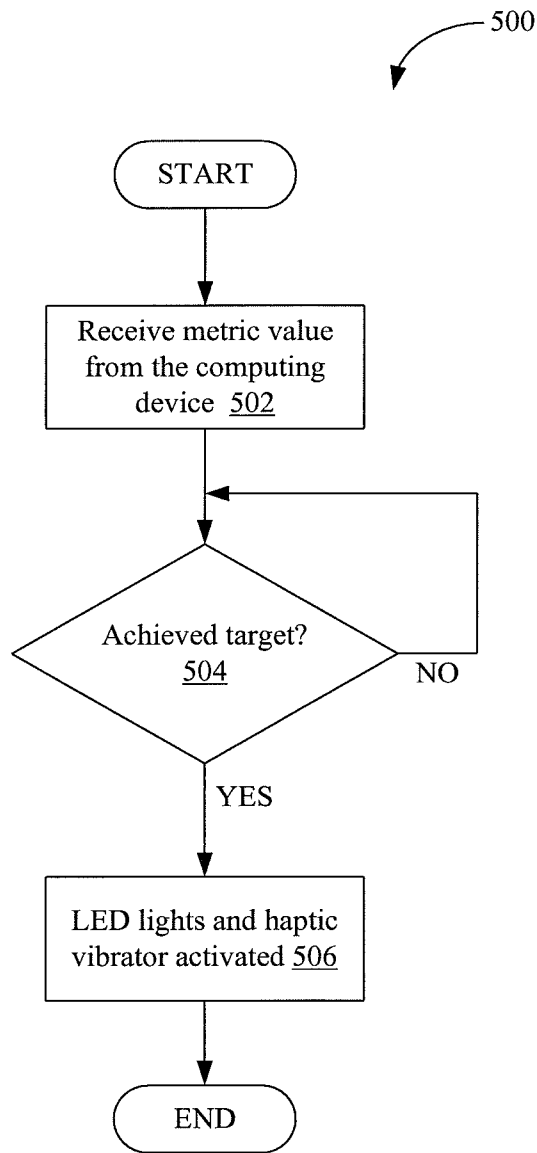 500
START
Receive metric value
from the computing
device 502
Achieved target?
504
NO
YES
LED lights and haptic
vibrator activated 506
END